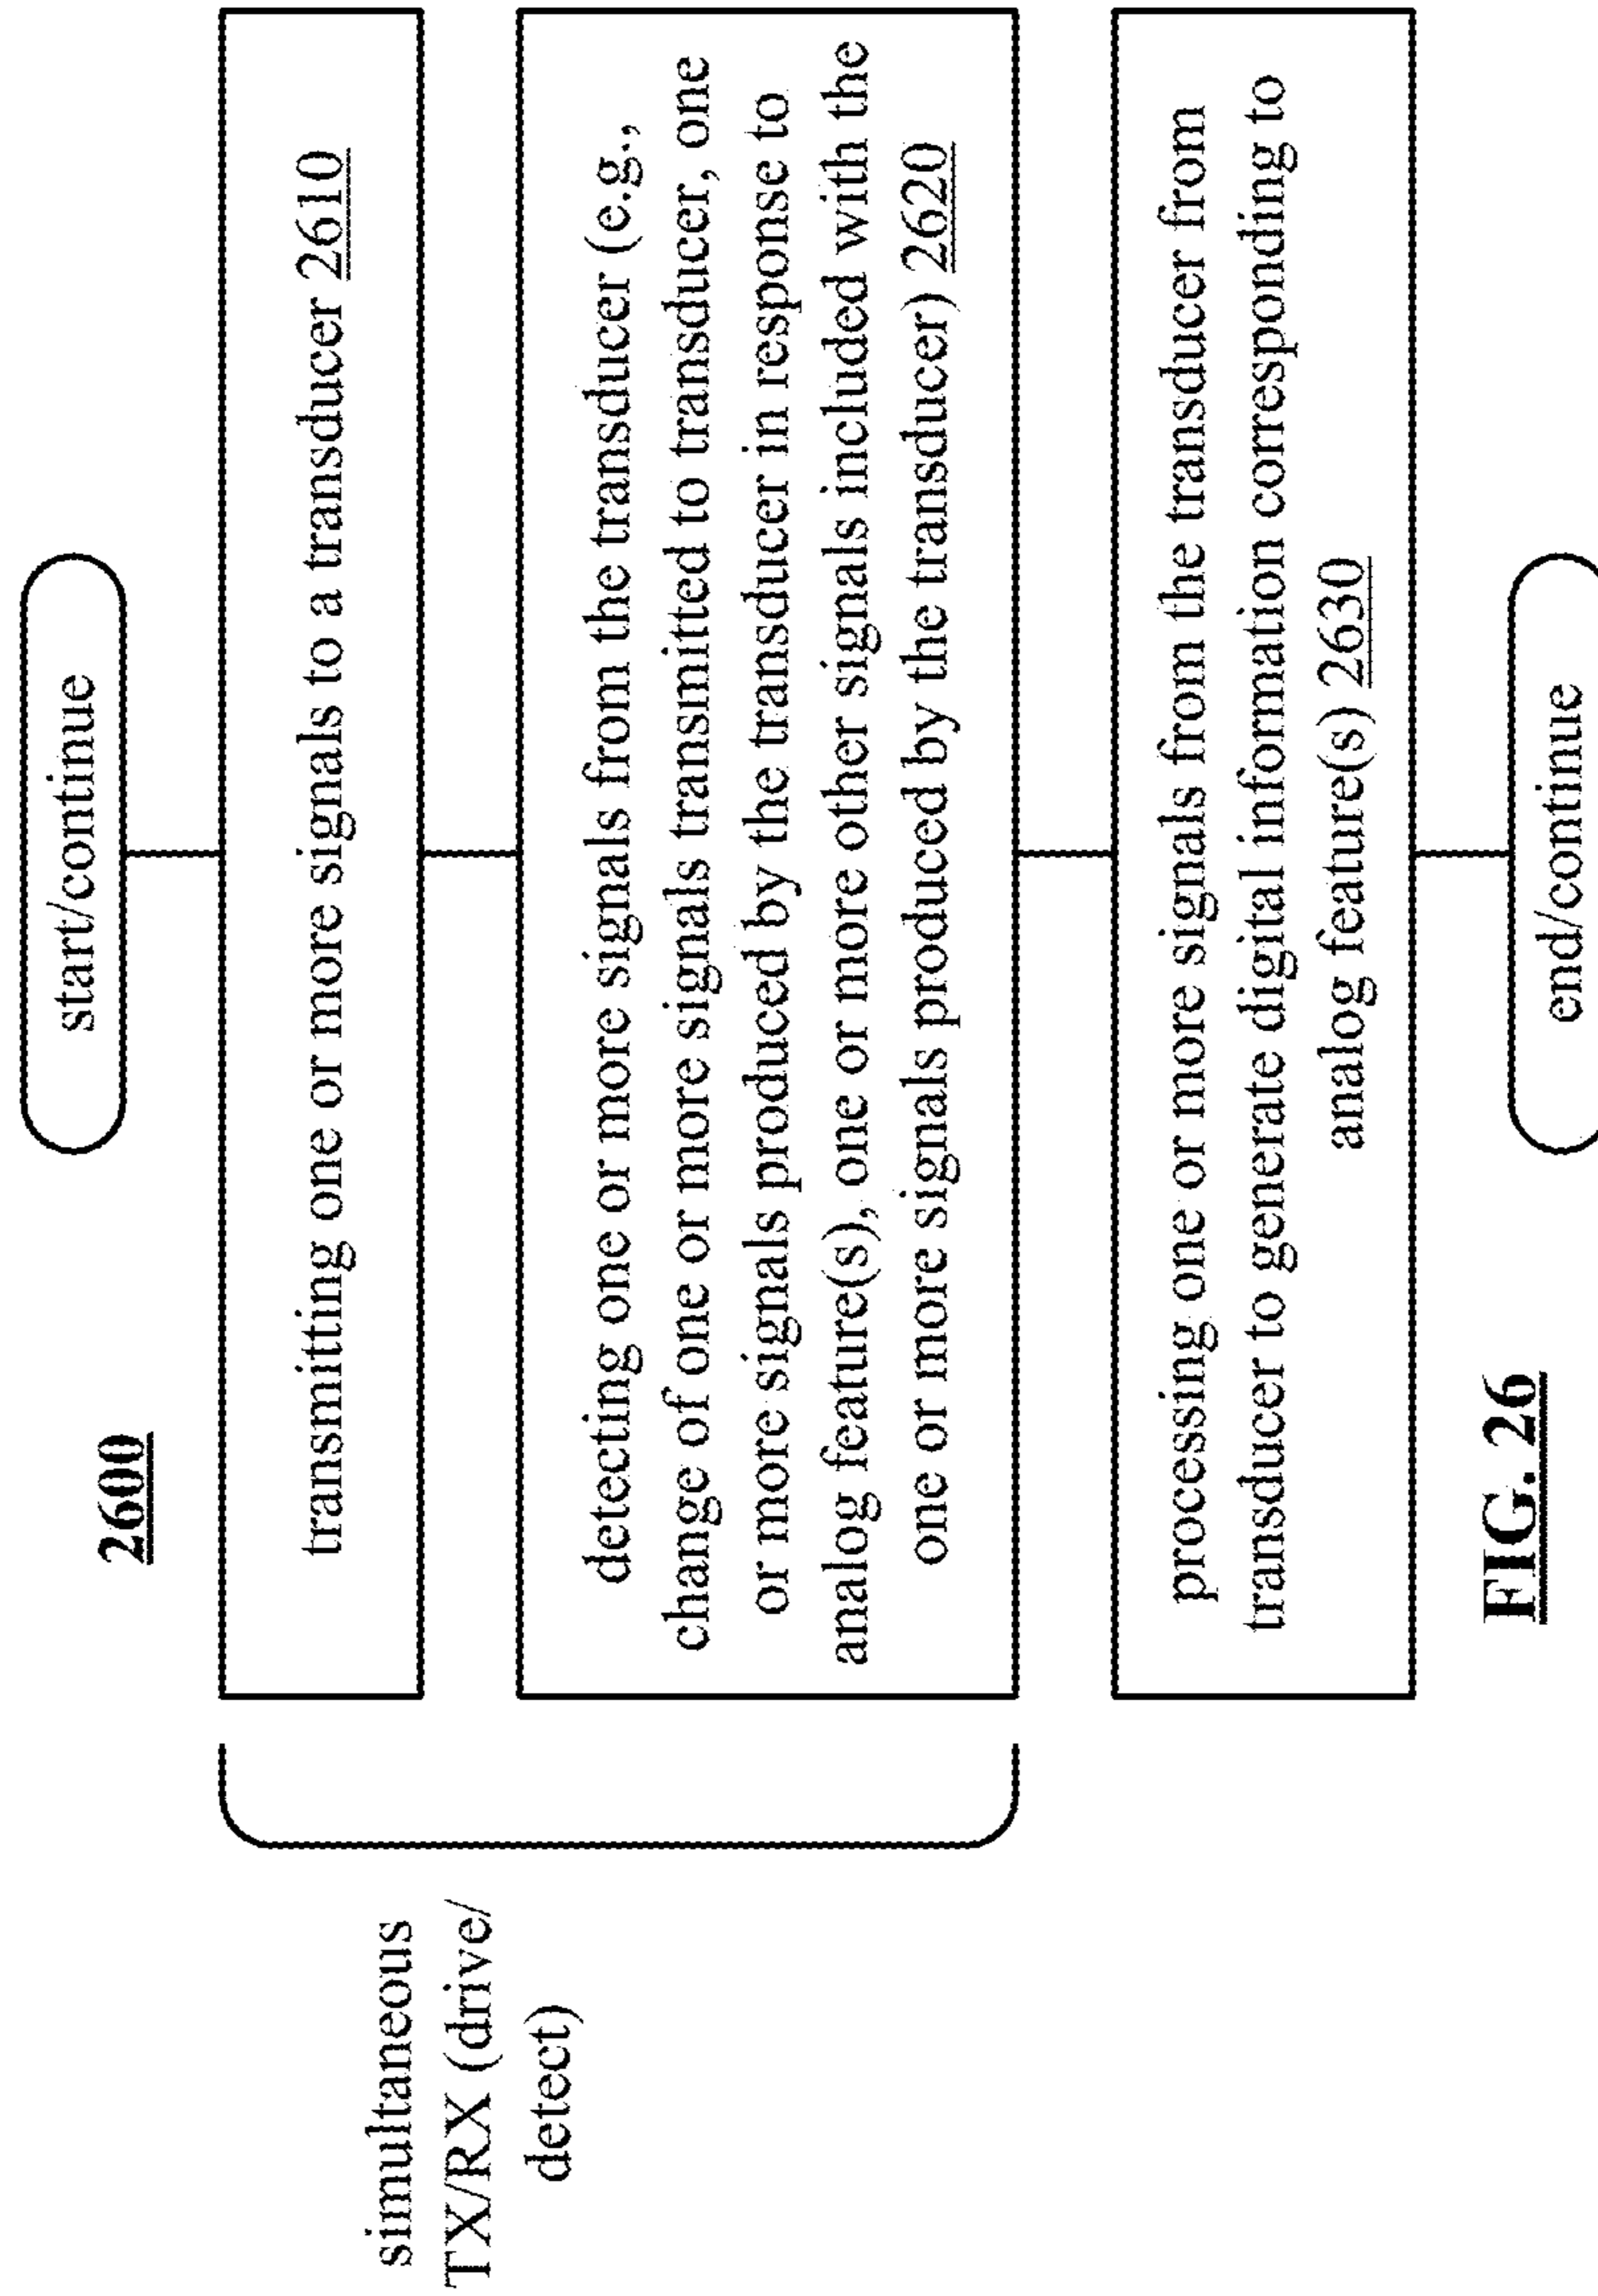 2600
start/continue
transmitting one or more signals to a transducer 2610
simultaneous
TX/RX (drive/
detect)
detecting one or more signals from the transducer (e.g.,
change of one or more signals transmitted to transducer, one
or more signals produced by the transducer in response to
analog feature(s), one or more other signals included with the
one or more signals produced by the transducer) 2620
processing one or more signals from the transducer from
transducer to generate digital information corresponding to
analog feature(s) 2630
FIG. 26
end/continue